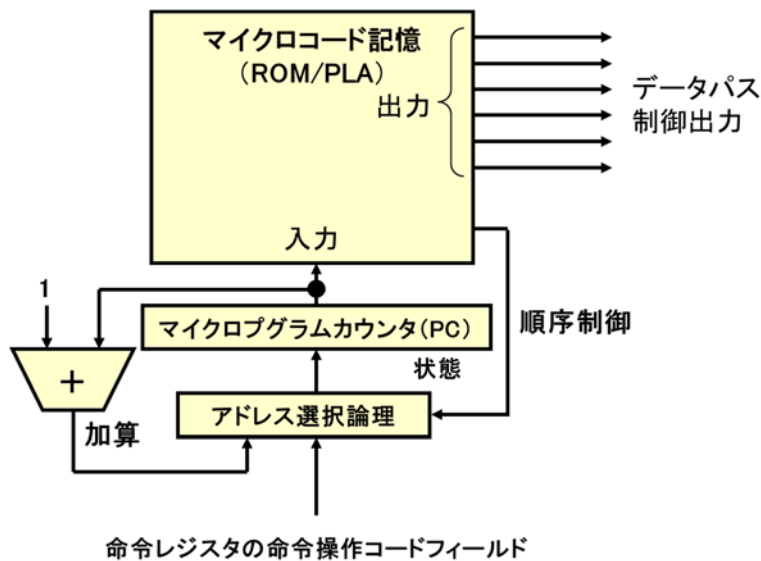 マイクロコード記憶
（ROM/PLA）
出力
データパス
制御出力
入力
1
マイクロプグラムカウンタ（PC）
順序制御
状態
+
アドレス選択論理
加算
命令レジスタの命令操作コードフィールド